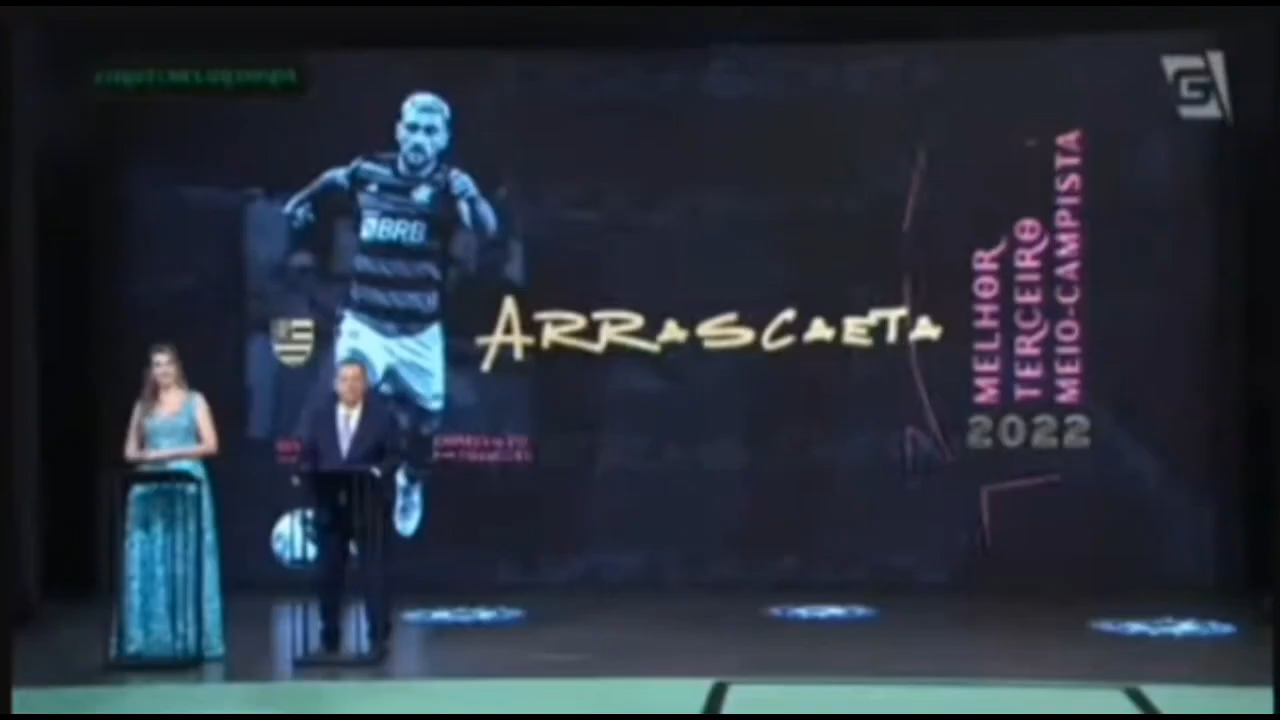 G
BRB
ARRASCAETA
MELHOR
TERCEIRO
MEIO-CAMPISTA
2022